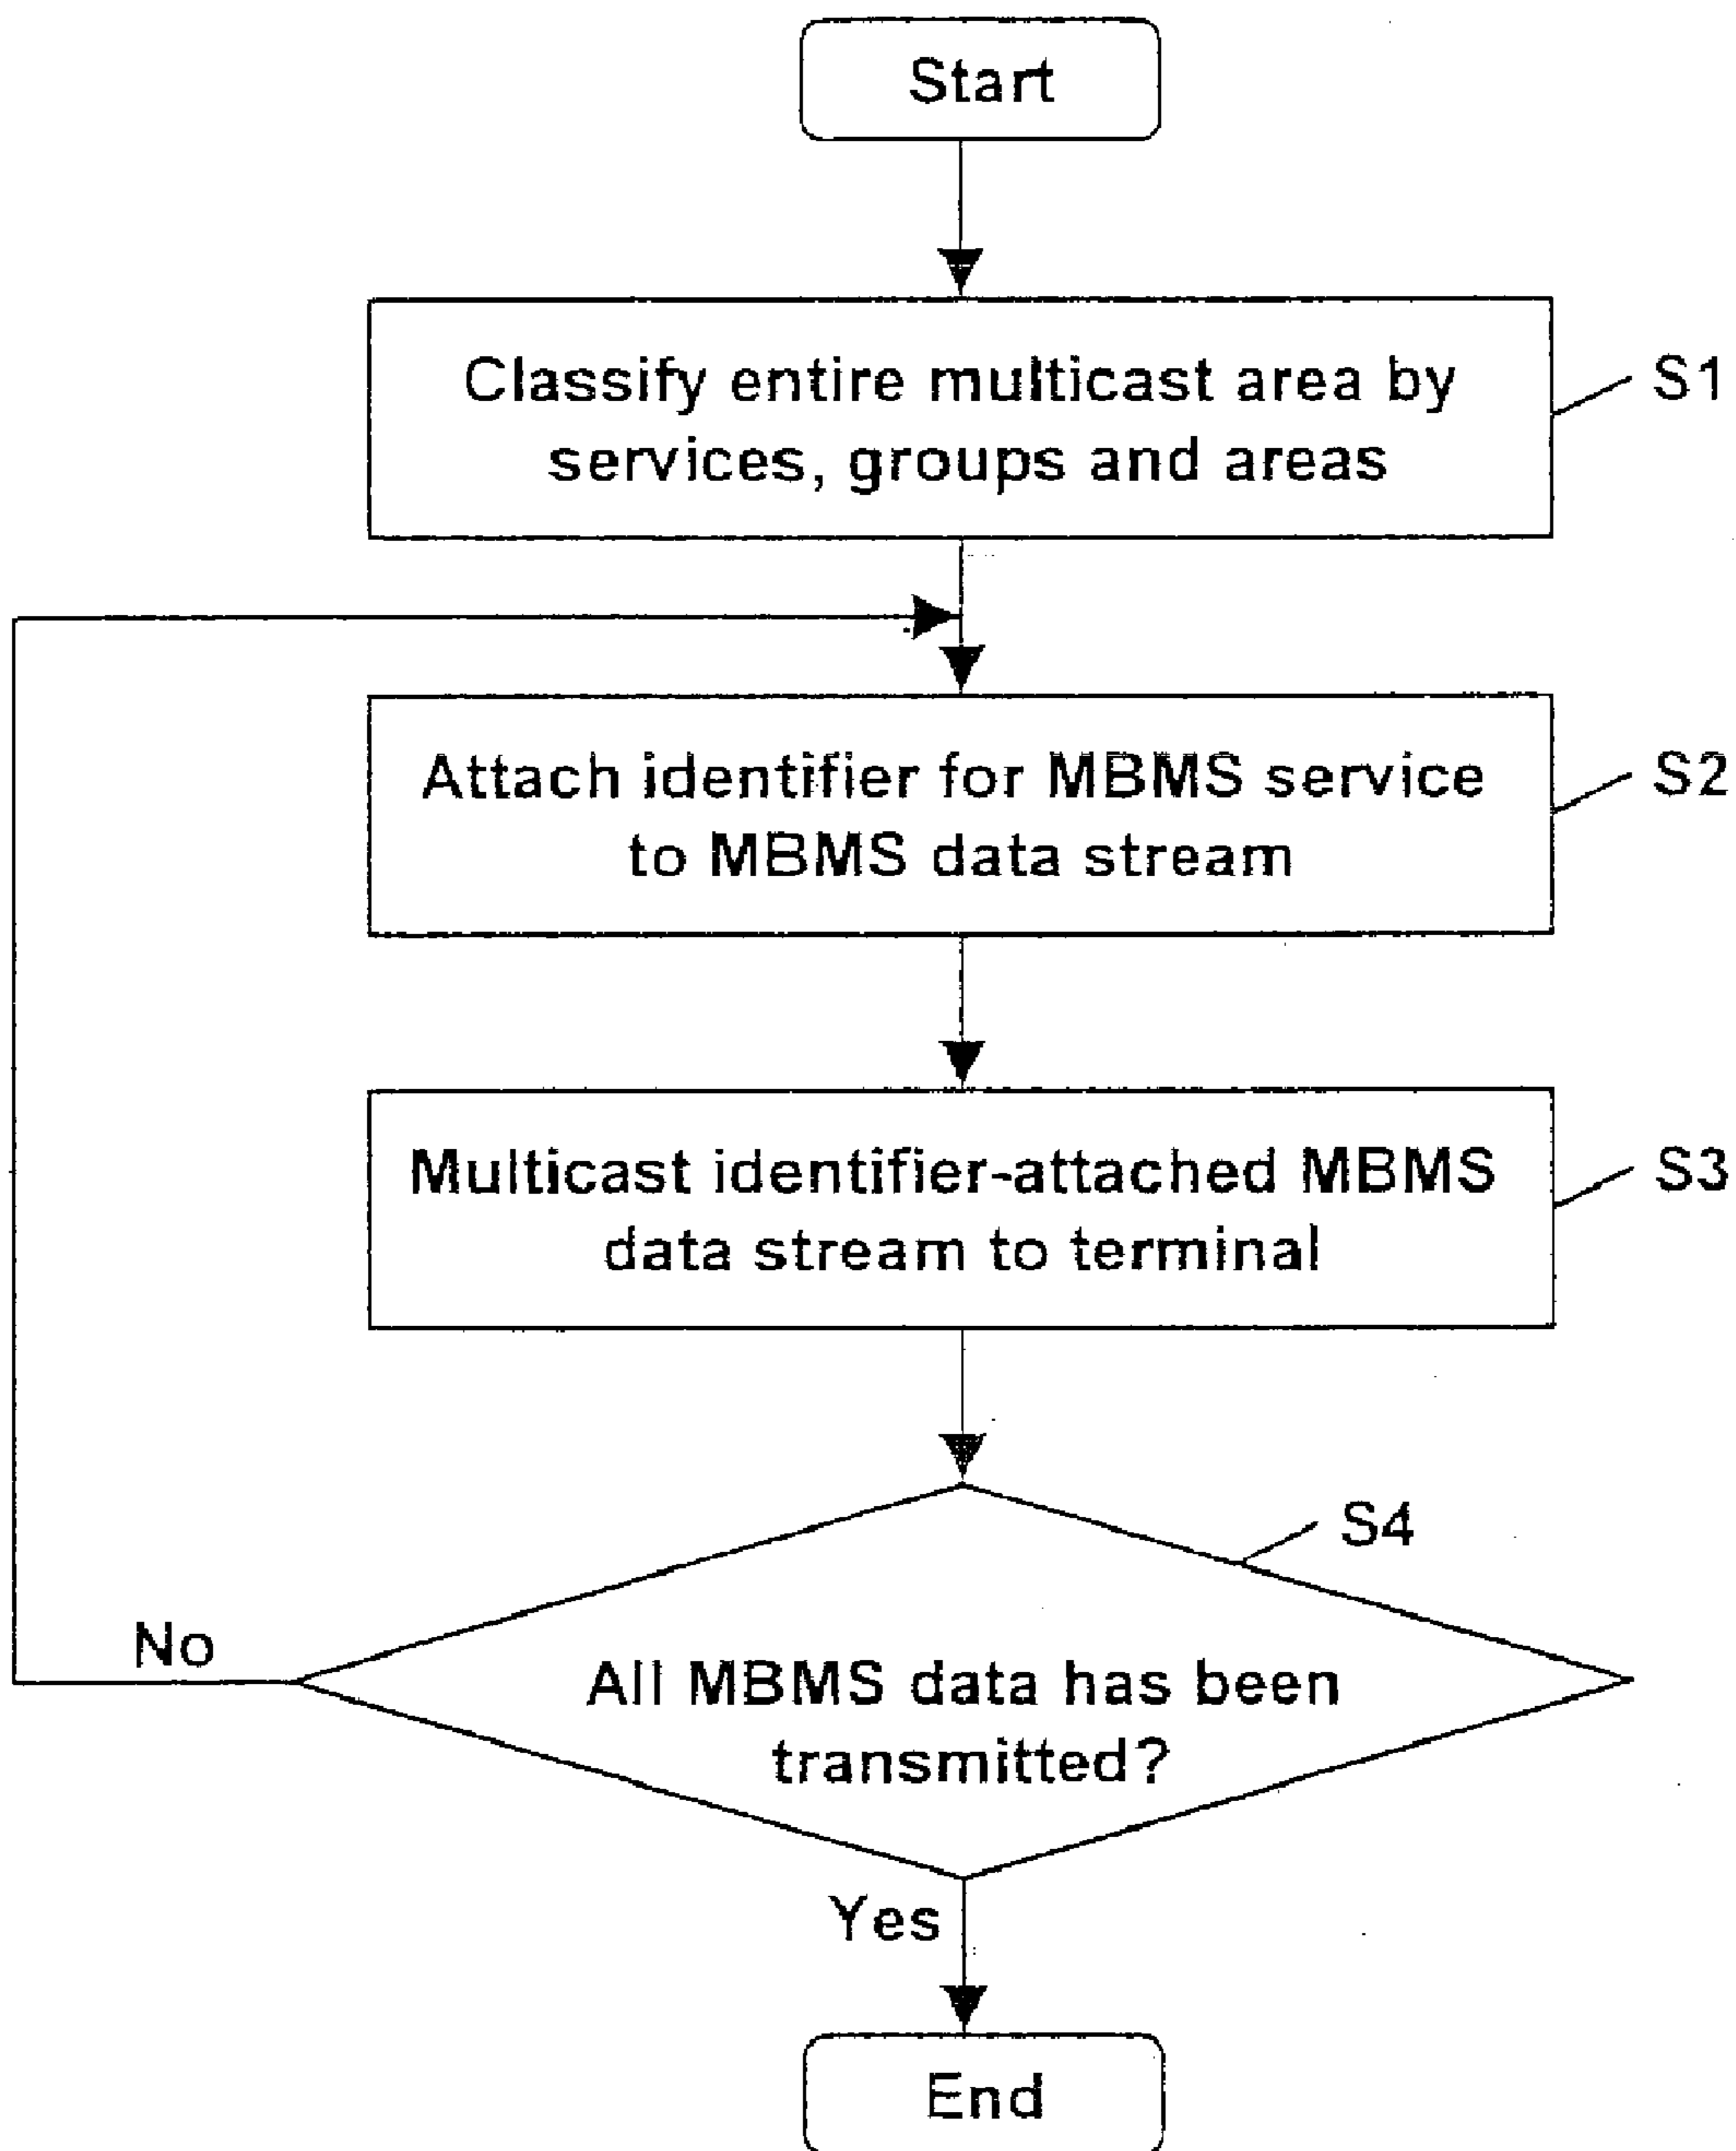 Start
Classify entire multicast area by
services, groups and areas
S1
Attach identifier for MBMS service
to MBMS data stream
S2
Multicast identifier-attached MBMS
data stream to terminal
S3
S4
No
All MBMS data has been
transmitted?
Yes
End